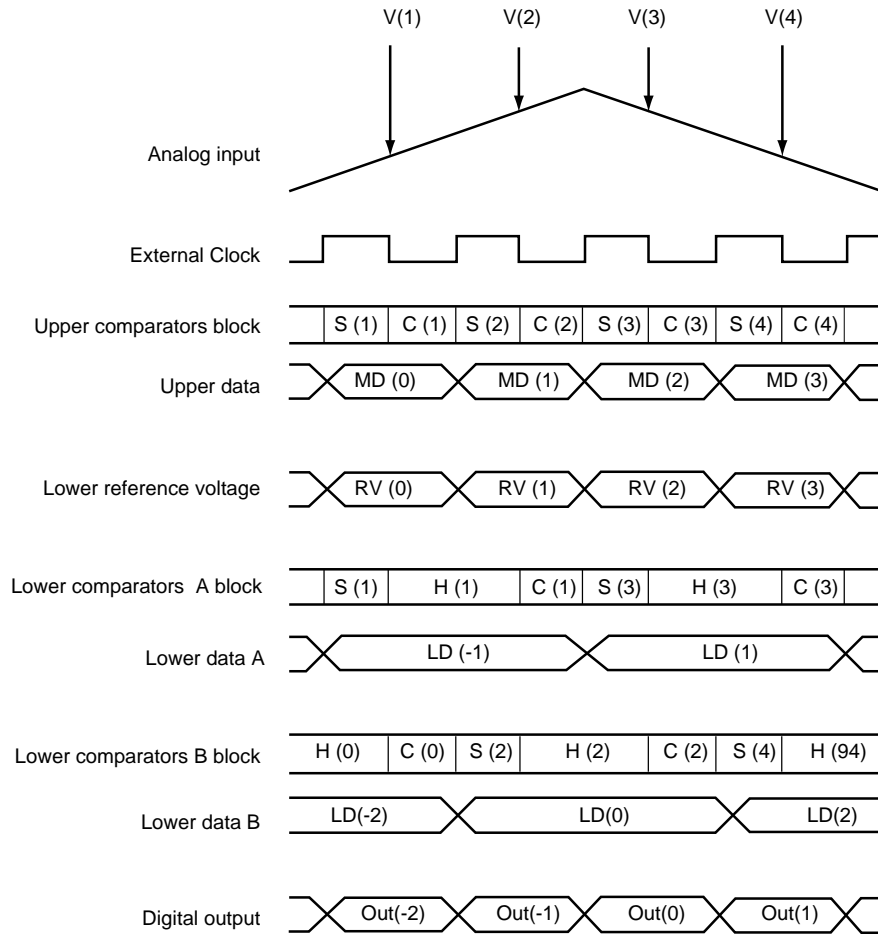 V(1) V(2) V(3) V(4)
Analog input
External Clock
Upper comparators block S (1) C (1) S (2) C (2) S (3) C (3) S (4) C (4)
Upper data MD (0) MD (1) MD (2) MD (3)
Lower reference voltage RV (0) RV (1) RV (2) RV (3)
Lower comparators A block S (1) H (1) C (1) S (3) H (3) C (3)
Lower data A LD (-1) LD (1)
Lower comparators B block H (0) C (0) S (2) H (2) C (2) S (4) H (94)
Lower data B LD(-2) LD(0) LD(2)
Digital output Out(-2) Out(-1) Out(0) Out(1)